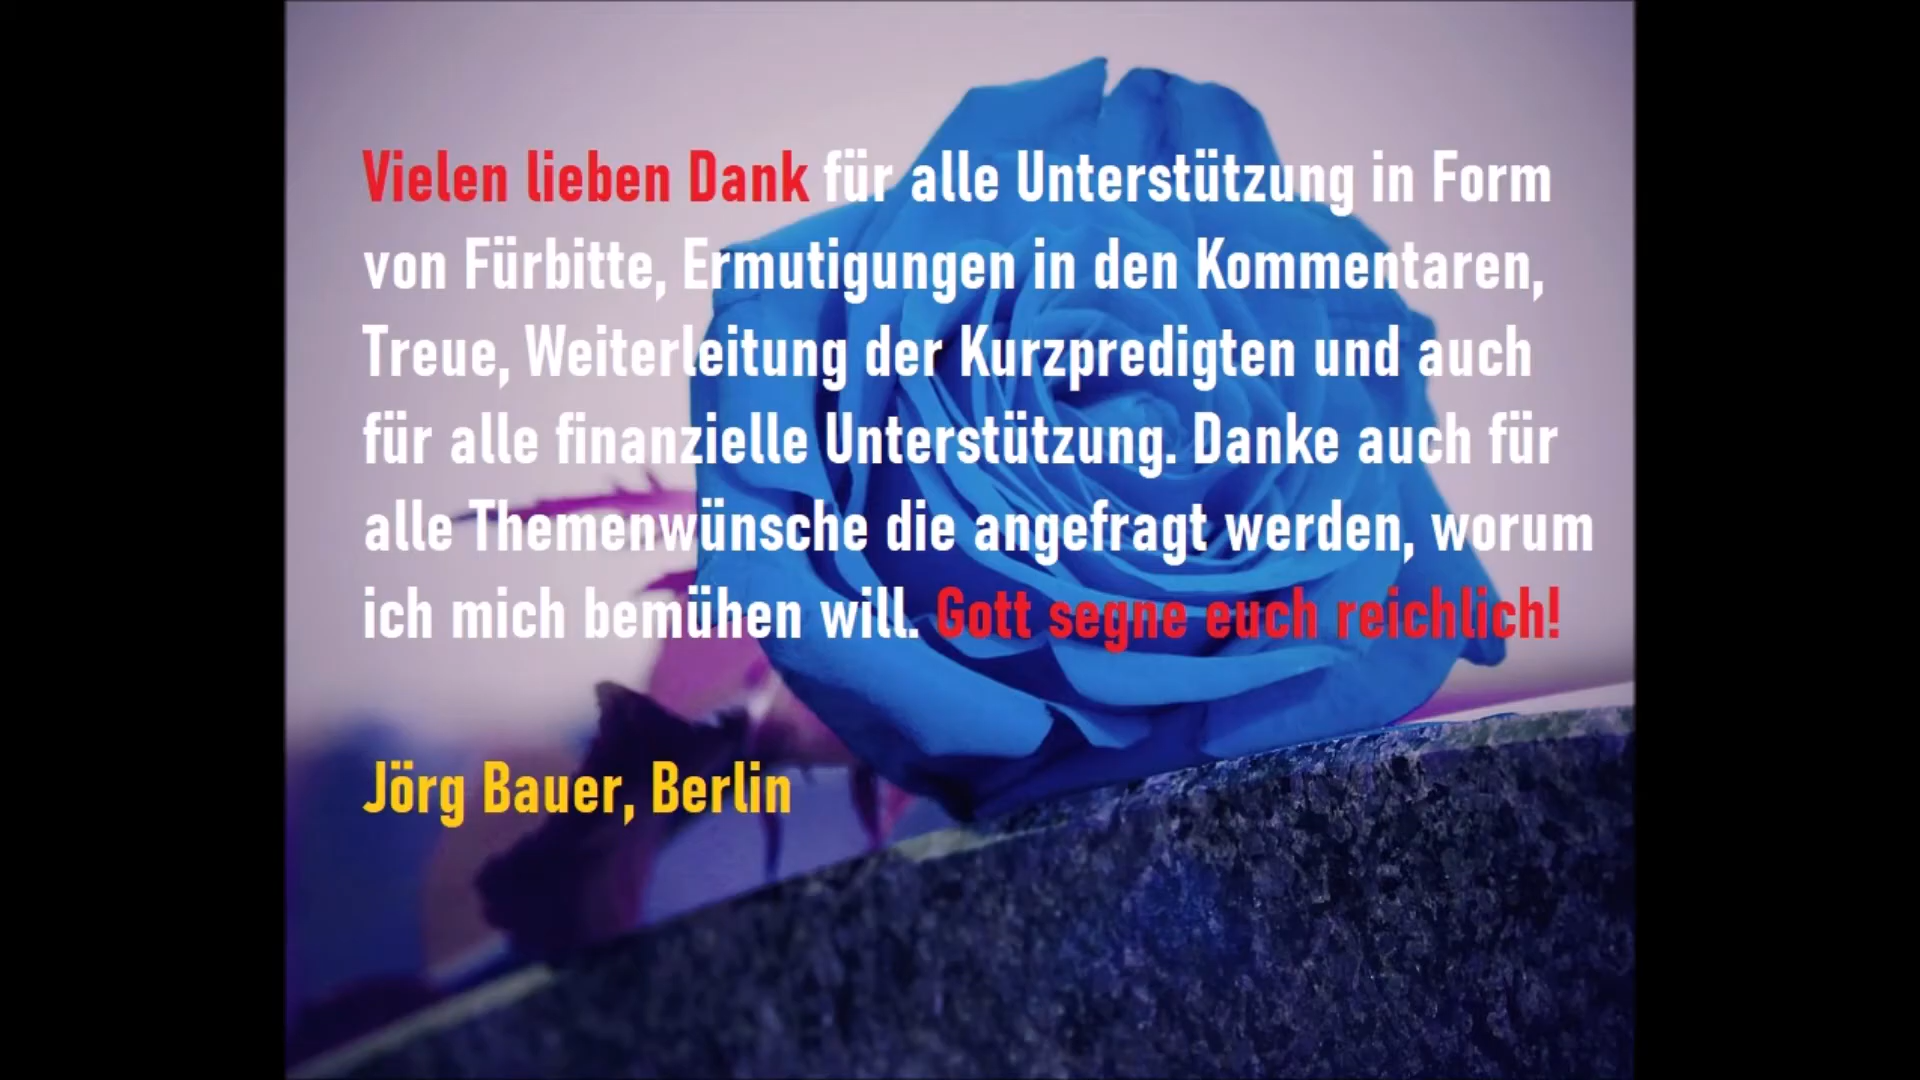 Vielen lieben Dank für alle Unterstützung in Form
von Fürbitte, Ermutigungen in den Kommentaren,
Treue, Weiterleitung der Kurzpredigten und auch
für alle finanzielle Unterstützung. Danke auch für
alle Themenwünsche die angefragt werden, worum
ich mich bemühen will. Gott segne euch reichlich!
Jörg Bauer, Berlin